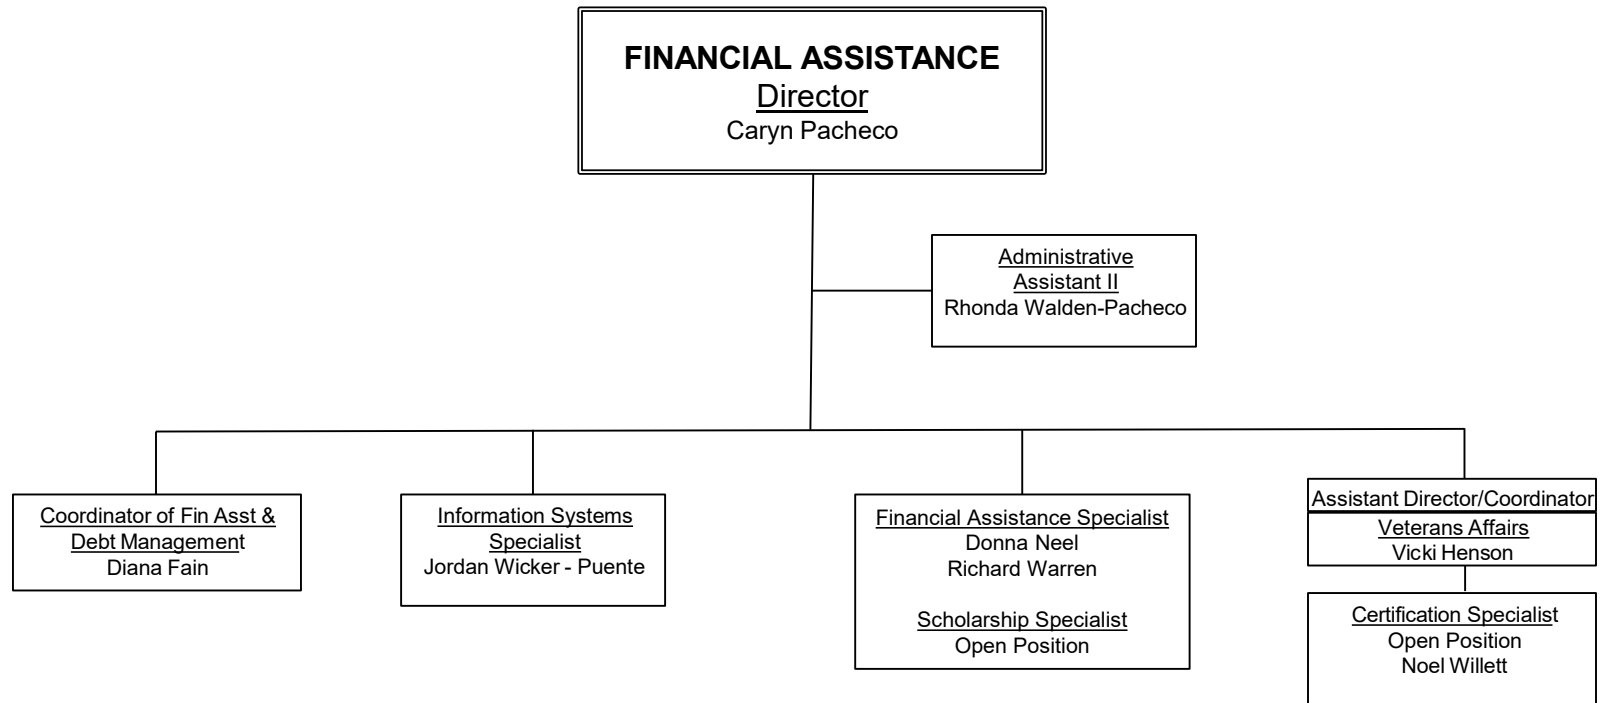 FINANCIAL ASSISTANCE
Director
Caryn Pacheco
Administrative
Assistant II
Rhonda Walden-Pacheco
Coordinator of Fin Asst &
Debt Management
Diana Fain
Information Systems
Specialist
Jordan Wicker - Puente
Financial Assistance Specialist
Donna Neel
Richard Warren
Scholarship Specialist
Open Position
Assistant Director/Coordinator
Veterans Affairs
Vicki Henson
Certification Specialist
Open Position
Noel Willett